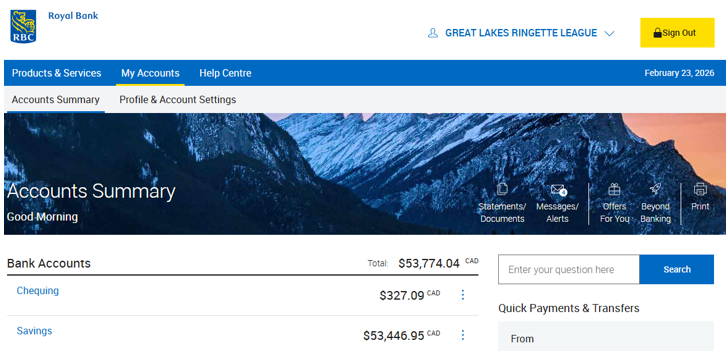 Royal Bank
RBC
GREAT LAKES RINGETTE LEAGUE
Sign Out
Products & Services My Accounts Help Centre February 23, 2026
Accounts Summary Profile & Account Settings
Accounts Summary
Good Morning
4
Statements/ Documents
Messages/ Alerts
Offers For You
Beyond Banking
Print
Bank Accounts Total: $53,774.04 CAD
Chequing $327.09 CAD
Savings $53,446.95 CAD
Enter your question here Search
Quick Payments & Transfers
From